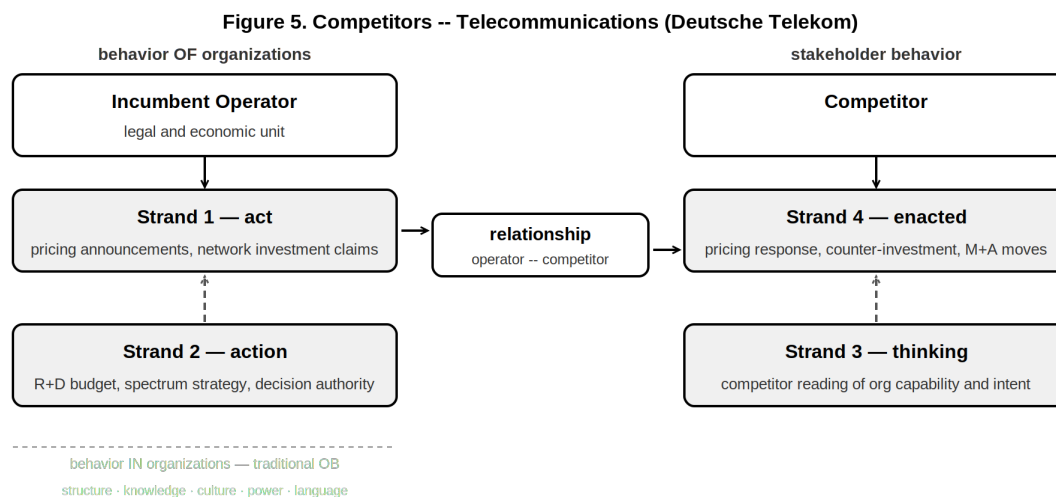 Figure 5. Competitors -- Telecommunications (Deutsche Telekom)
behavior OF organizations
stakeholder behavior
Incumbent Operator
legal and economic unit
Competitor
Strand 1 — act
pricing announcements, network investment claims
relationship
operator -- competitor
Strand 4 — enacted
pricing response, counter-investment, M+A moves
Strand 2 — action
R+D budget, spectrum strategy, decision authority
Strand 3 — thinking
competitor reading of org capability and intent
behavior IN organizations — traditional OB
structure · knowledge · culture · power · language